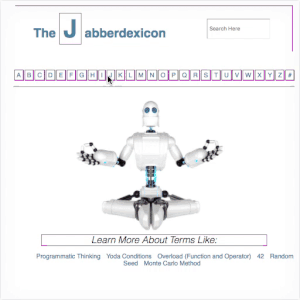 The Jabberdexicon
Search Here
A B C D E F G H I J K L M N O P Q R S T U V W X Y Z #
Learn More About Terms Like:
Programmatic Thinking Yoda Conditions Overload (Function and Operator) 42 Random
Seed Monte Carlo Method